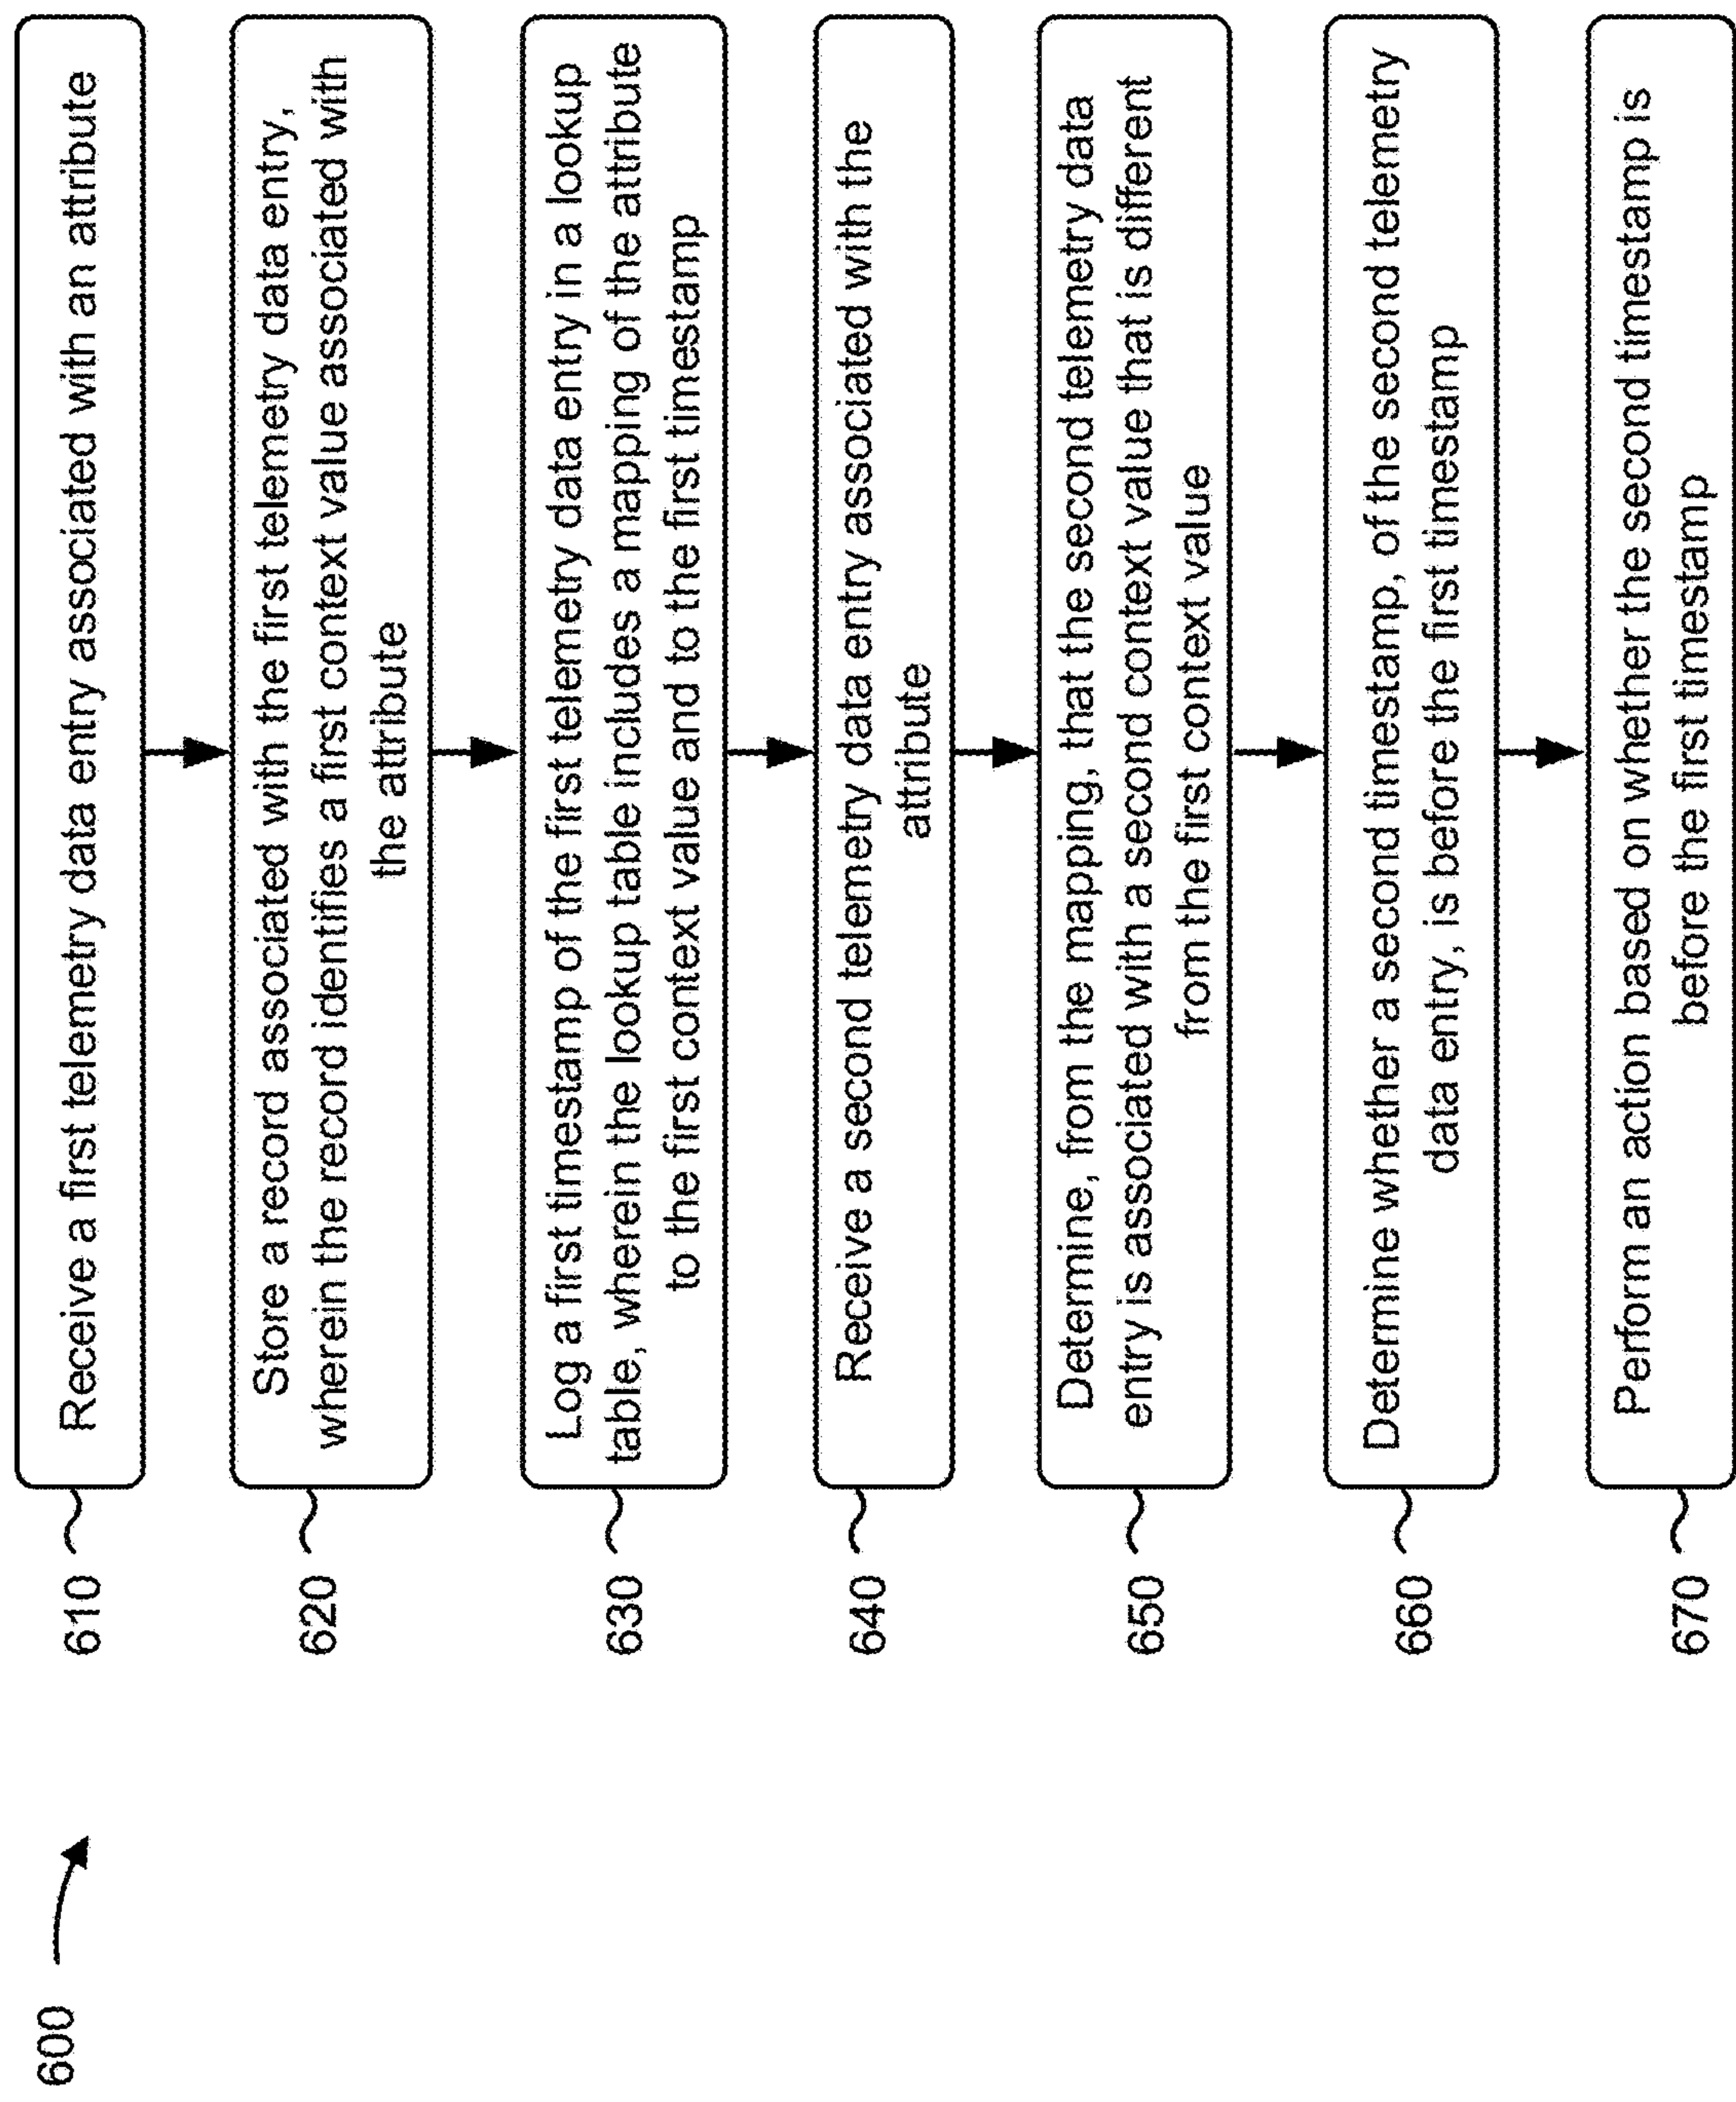 600
610
Receive a first telemetry data entry associated with an attribute
620
Store a record associated with the first telemetry data entry,
wherein the record identifies a first context value associated with
the attribute
630
Log a first timestamp of the first telemetry data entry in a lookup
table, wherein the lookup table includes a mapping of the attribute
to the first context value and to the first timestamp
640
Receive a second telemetry data entry associated with the
attribute
650
Determine, from the mapping, that the second telemetry data
entry is associated with a second context value that is different
from the first context value
660
Determine whether a second timestamp, of the second telemetry
data entry, is before the first timestamp
670
Perform an action based on whether the second timestamp is
before the first timestamp